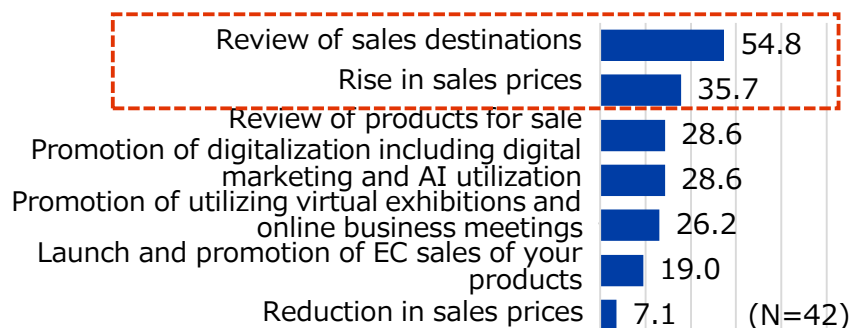 Review of sales destinations 54.8
Rise in sales prices 35.7
Review of products for sale 28.6
Promotion of digitalization including digital
marketing and AI utilization 28.6
Promotion of utilizing virtual exhibitions and
online business meetings 26.2
Launch and promotion of EC sales of your
products 19.0
Reduction in sales prices 7.1 (N=42)